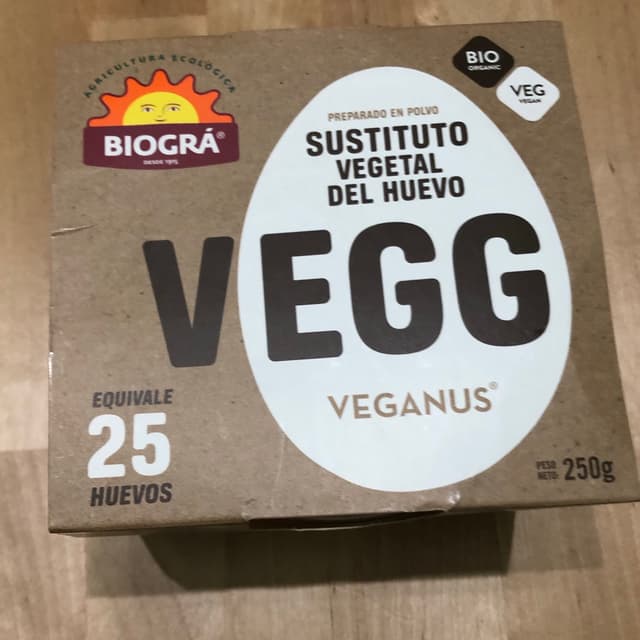 AGRICULTURA ECOLÓGICA
BIOGRÁ®
DESDE 1915
BIO
ORGANIC
VEG
VEGAN
PREPARADO EN POLVO
SUSTITUTO
VEGETAL
DEL HUEVO
VEGG
VEGANUS®
EQUIVALE
25
HUEVOS
PESO
NETO: 250g